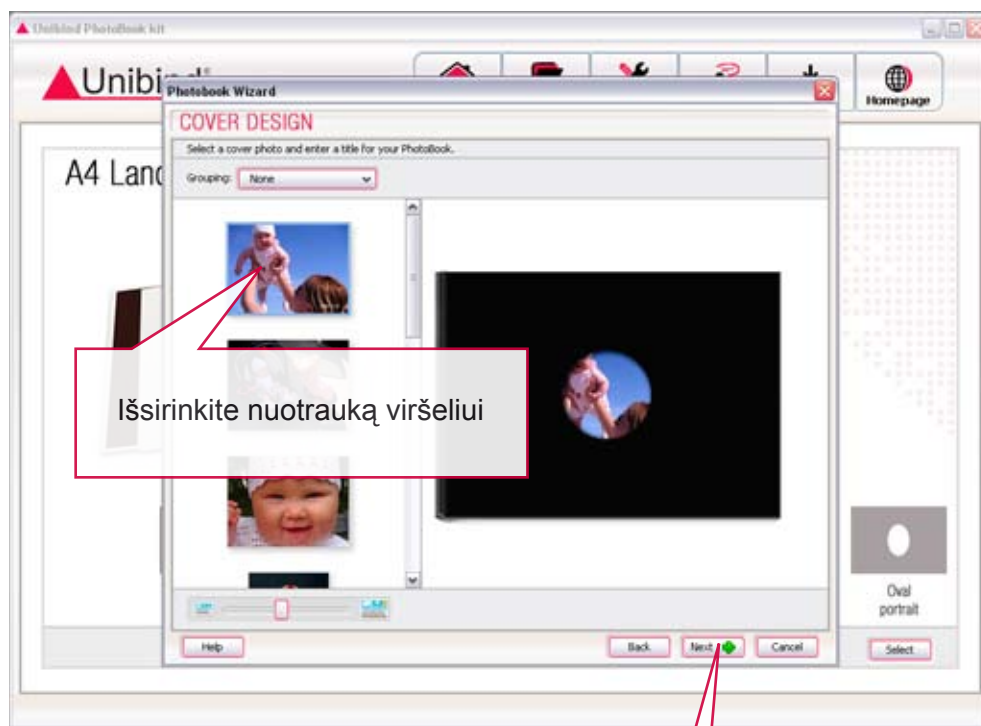 Unibind PhotoBook kit
Unibind
Homepage
Photobook Wizard
COVER DESIGN
Select a cover photo and enter a title for your PhotoBook.
Grouping: None
A4 Land
Išsirinkite nuotrauką viršeliui
Oval
portrait
Help
Back
Next
Cancel
Select